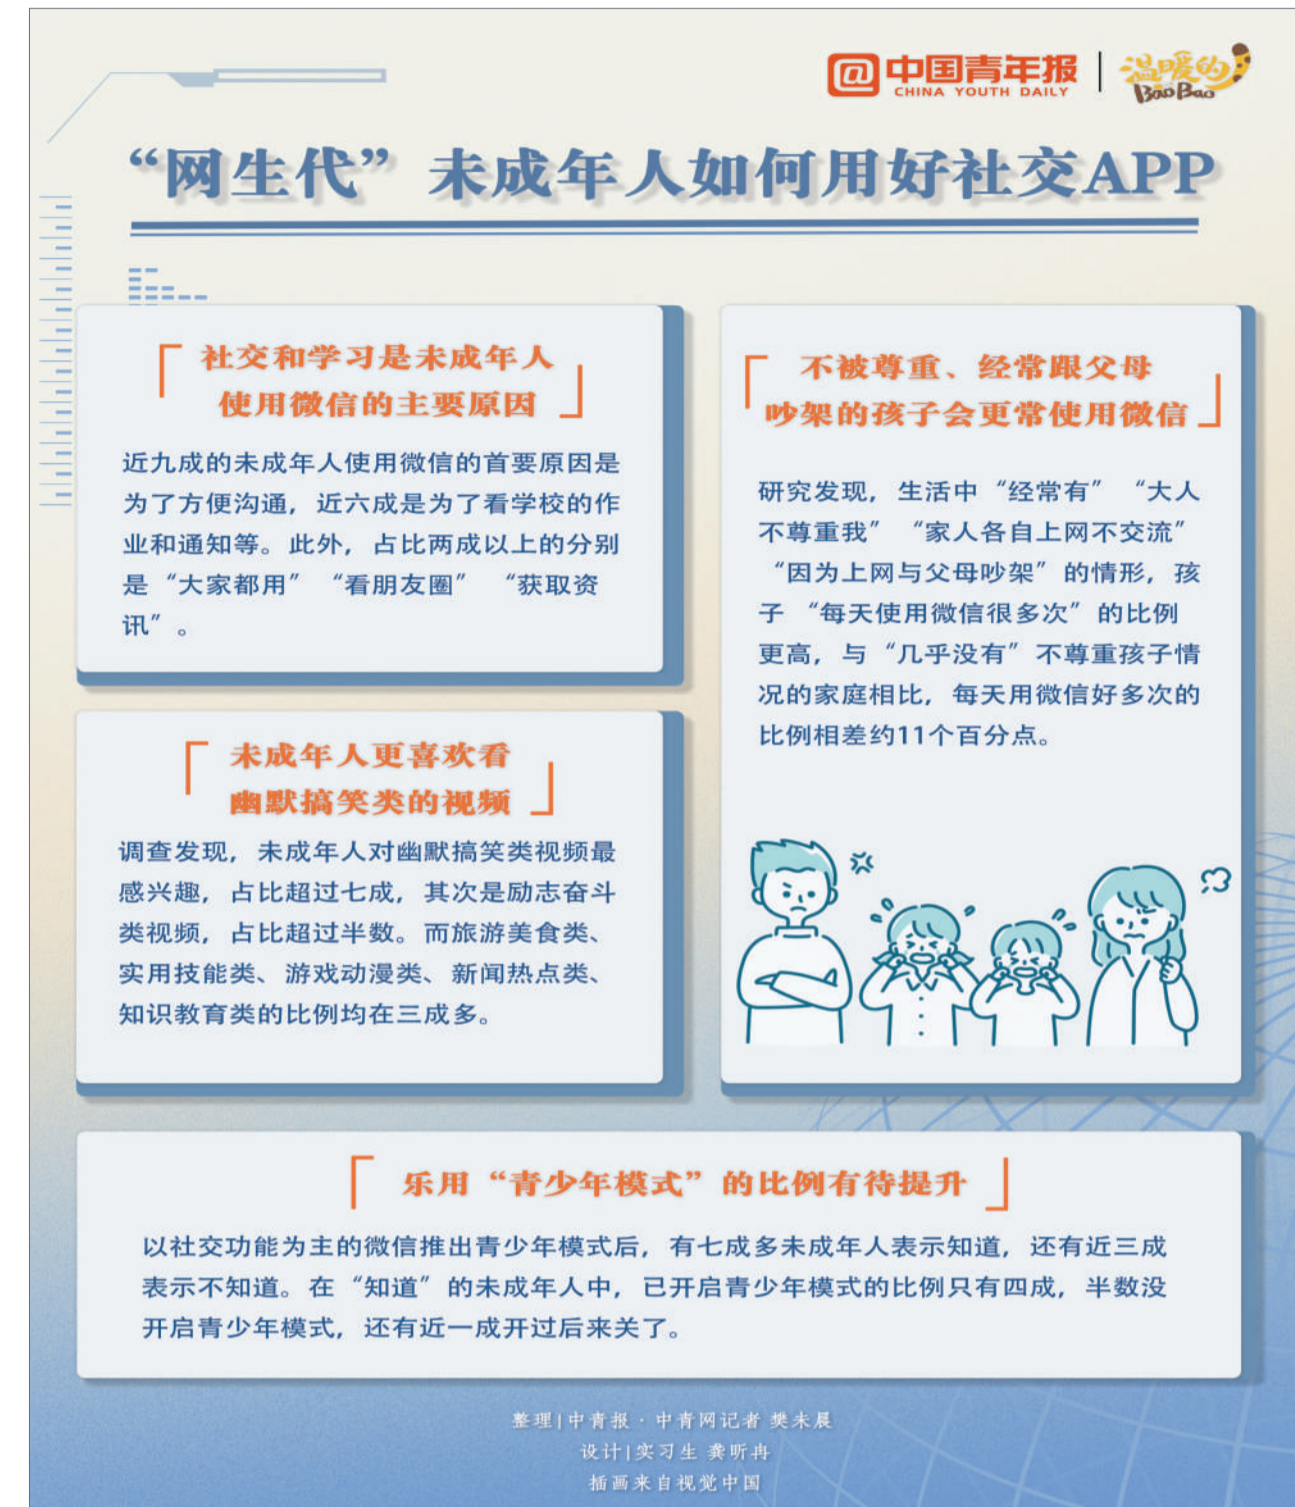 中国青年报
CHINA YOUTH DAILY
温暖的
BaoBao
“网生代”未成年人如何用好社交APP
社交和学习是未成年人
使用微信的主要原因
近九成的未成年人使用微信的首要原因是
为了方便沟通，近六成是为了看学校的作
业和通知等。此外，占比两成以上的分别
是“大家都用”“看朋友圈”“获取资
讯”。
未成年人更喜欢看
幽默搞笑类的视频
调查发现，未成年人对幽默搞笑类视频最
感兴趣，占比超过七成，其次是励志奋斗
类视频，占比超过半数。而旅游美食类、
实用技能类、游戏动漫类、新闻热点类、
知识教育类的比例均在三成多。
不被尊重、经常跟父母
吵架的孩子会更常使用微信
研究发现，生活中“经常有”“大人
不尊重我”“家人各自上网不交流”
“因为上网与父母吵架”的情形，孩
子“每天使用微信很多次”的比例
更高，与“几乎没有”不尊重孩子情
况的家庭相比，每天用微信好多次的
比例相差约11个百分点。
乐用“青少年模式”的比例有待提升
以社交功能为主的微信推出青少年模式后，有七成多未成年人表示知道，还有近三成
表示不知道。在“知道”的未成年人中，已开启青少年模式的比例只有四成，半数没
开启青少年模式，还有近一成开过后来关了。
整理|中青报·中青网记者 樊未晨
设计|实习生 龚昕冉
插画来自视觉中国